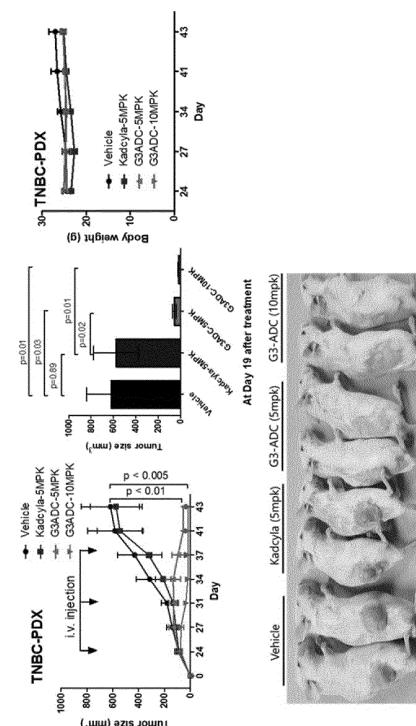 TNBC-PDX
Vehicle
Kadcyla-5MPK
G3ADC-5MPK
G3ADC-10MPK
i.v. injection
p < 0.005
p < 0.01
Tumor size (mm³)
800
600
400
200
0
0 24 27 31 34 37 41 43
Day
p=0.01
p=0.03
p=0.89
p=0.01
p=0.02
Tumor size (mm³)
1000
800
600
400
200
0
Vehicle
Kadcyla-5MPK
G3ADC-5MPK
G3ADC-10MPK
At Day 19 after treatment
TNBC-PDX
Body weight (g)
30
20
10
0
Vehicle
Kadcyla-5MPK
G3ADC-5MPK
G3ADC-10MPK
24 27 34 41 43
Day
Vehicle
Kadcyla (5mpk)
G3-ADC (5mpk)
G3-ADC (10mpk)